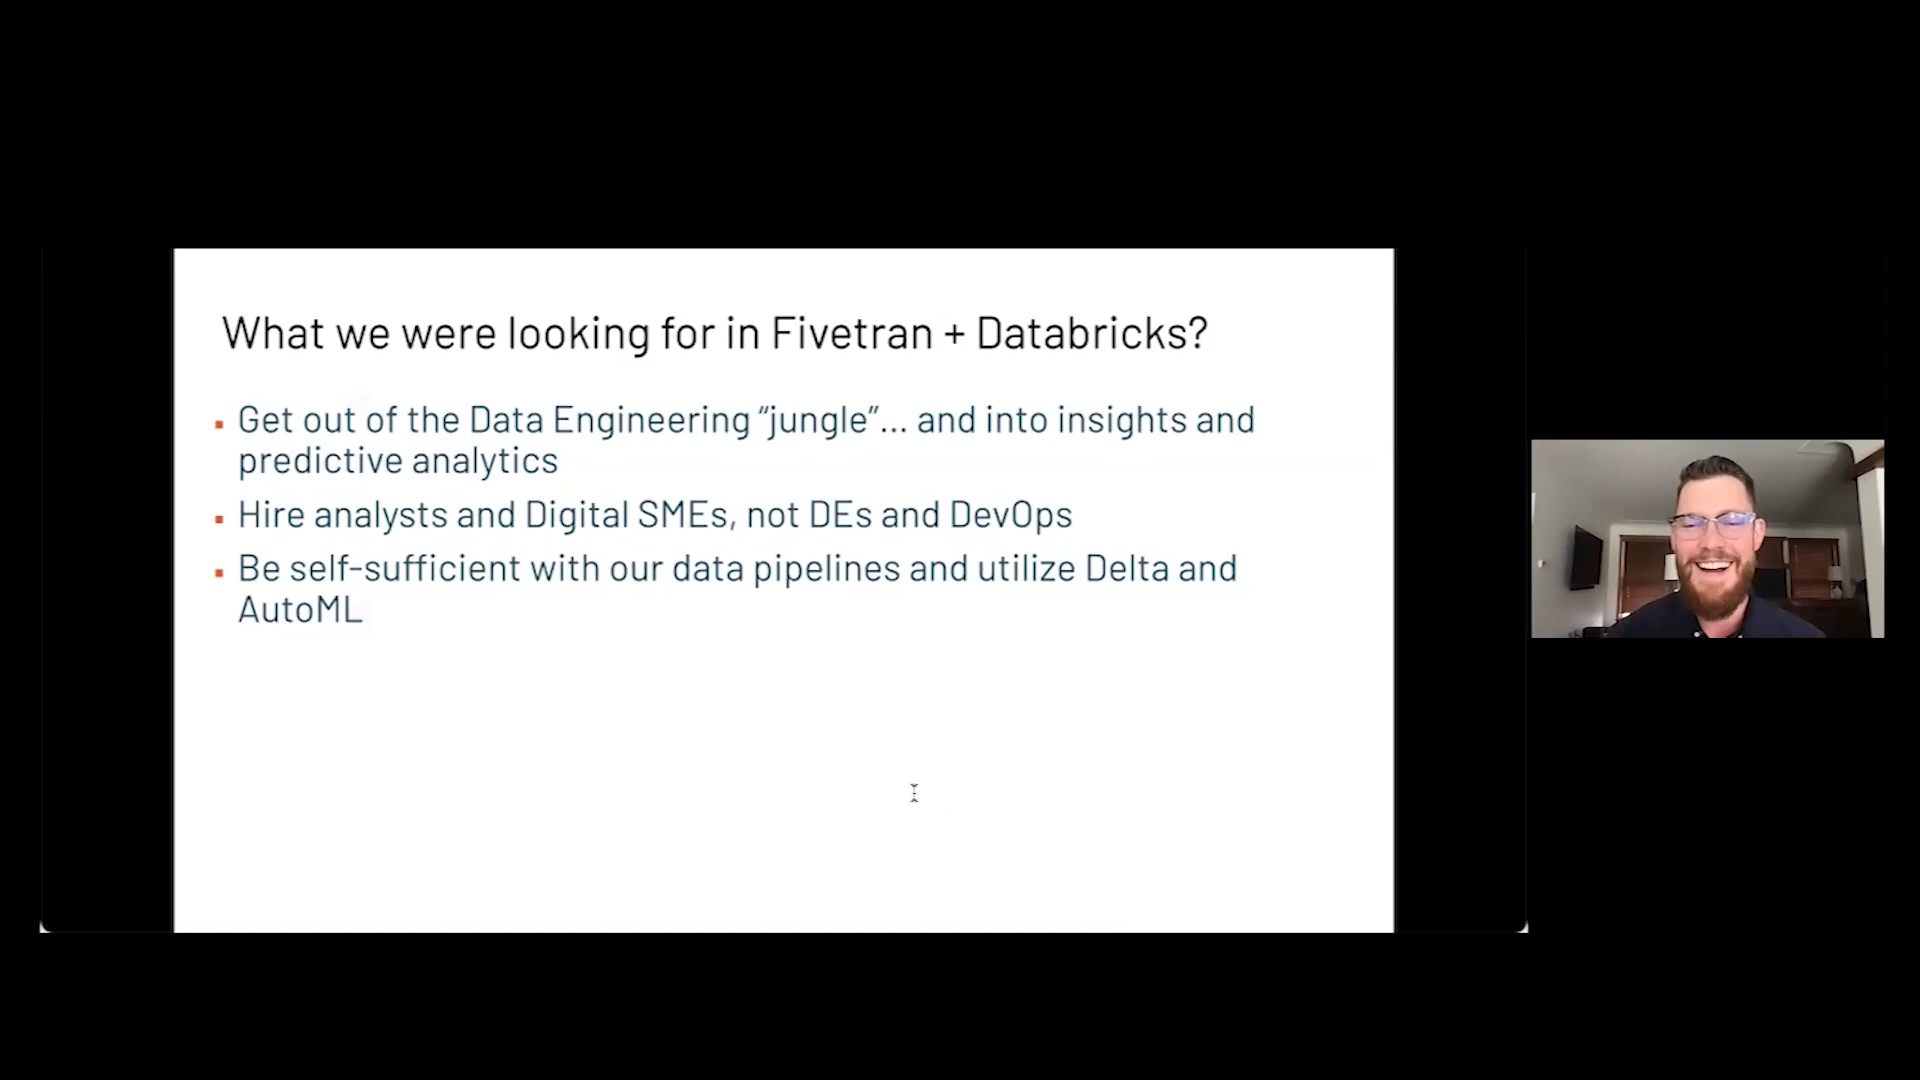 What we were looking for in Fivetran + Databricks?
Get out of the Data Engineering “jungle”... and into insights and
predictive analytics
Hire analysts and Digital SMEs, not DEs and DevOps
Be self-sufficient with our data pipelines and utilize Delta and
AutoML